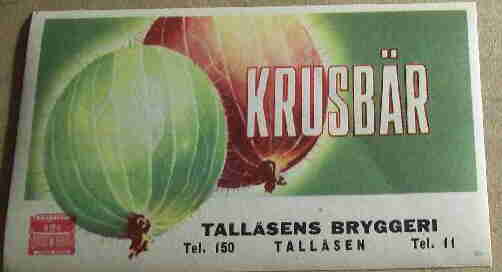 KRUSBÄR
TALLÅSENS BRYGGERI
Tel. 150 TALLÅSEN Tel. 11